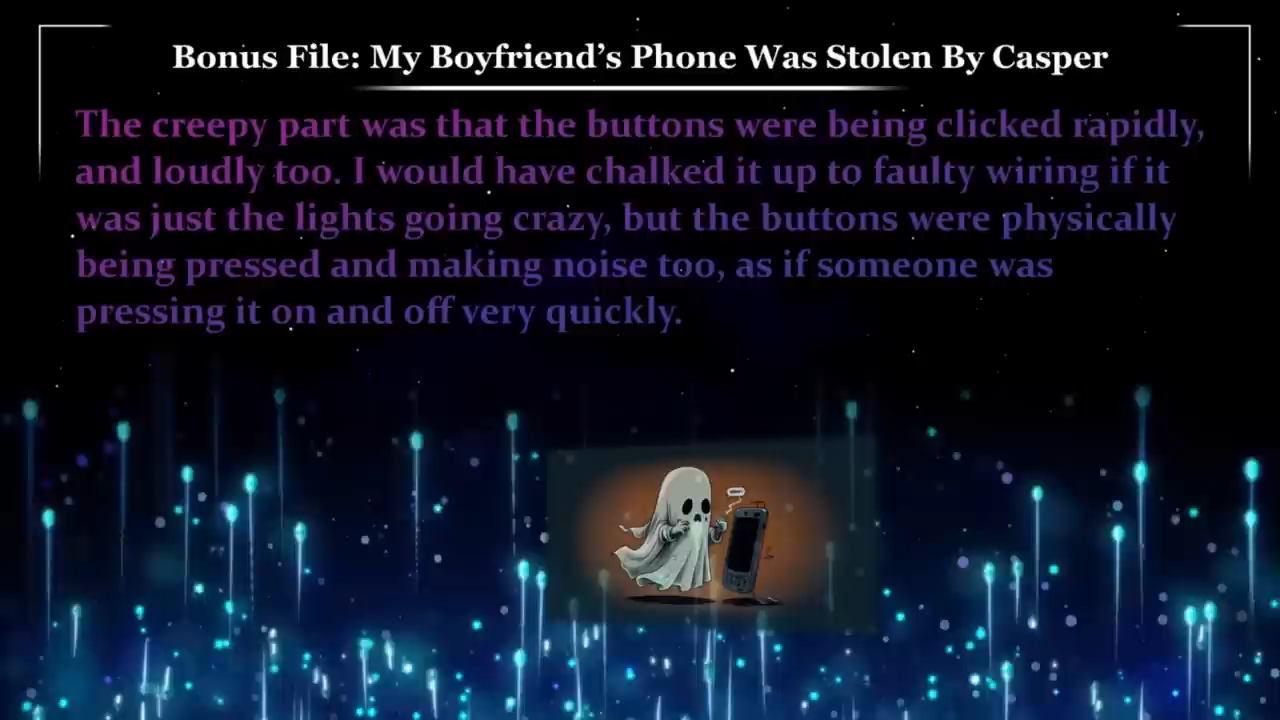 Bonus File: My Boyfriend’s Phone Was Stolen By Casper
The creepy part was that the buttons were being clicked rapidly,
and loudly too. I would have chalked it up to faulty wiring if it
was just the lights going crazy, but the buttons were physically
being pressed and making noise too, as if someone was
pressing it on and off very quickly.